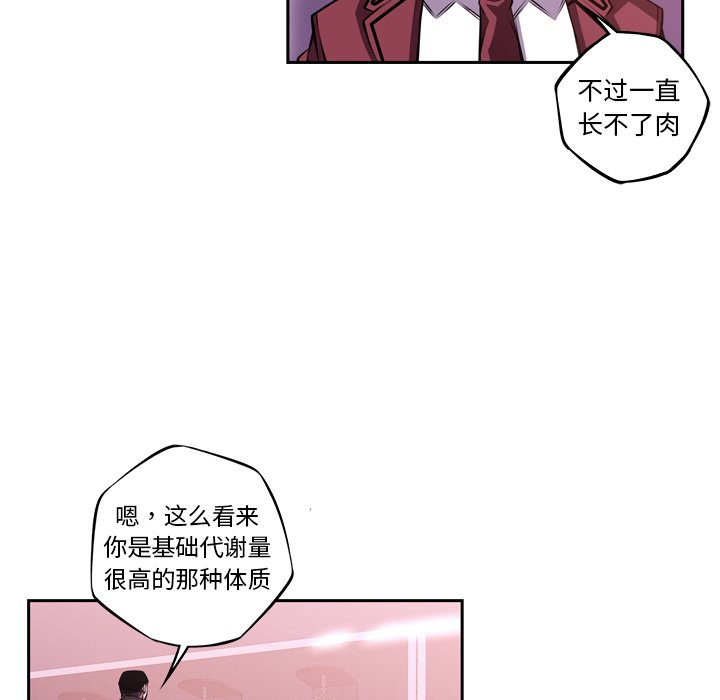 不过一直
长不了肉
嗯，这么看来
你是基础代谢量
很高的那种体质